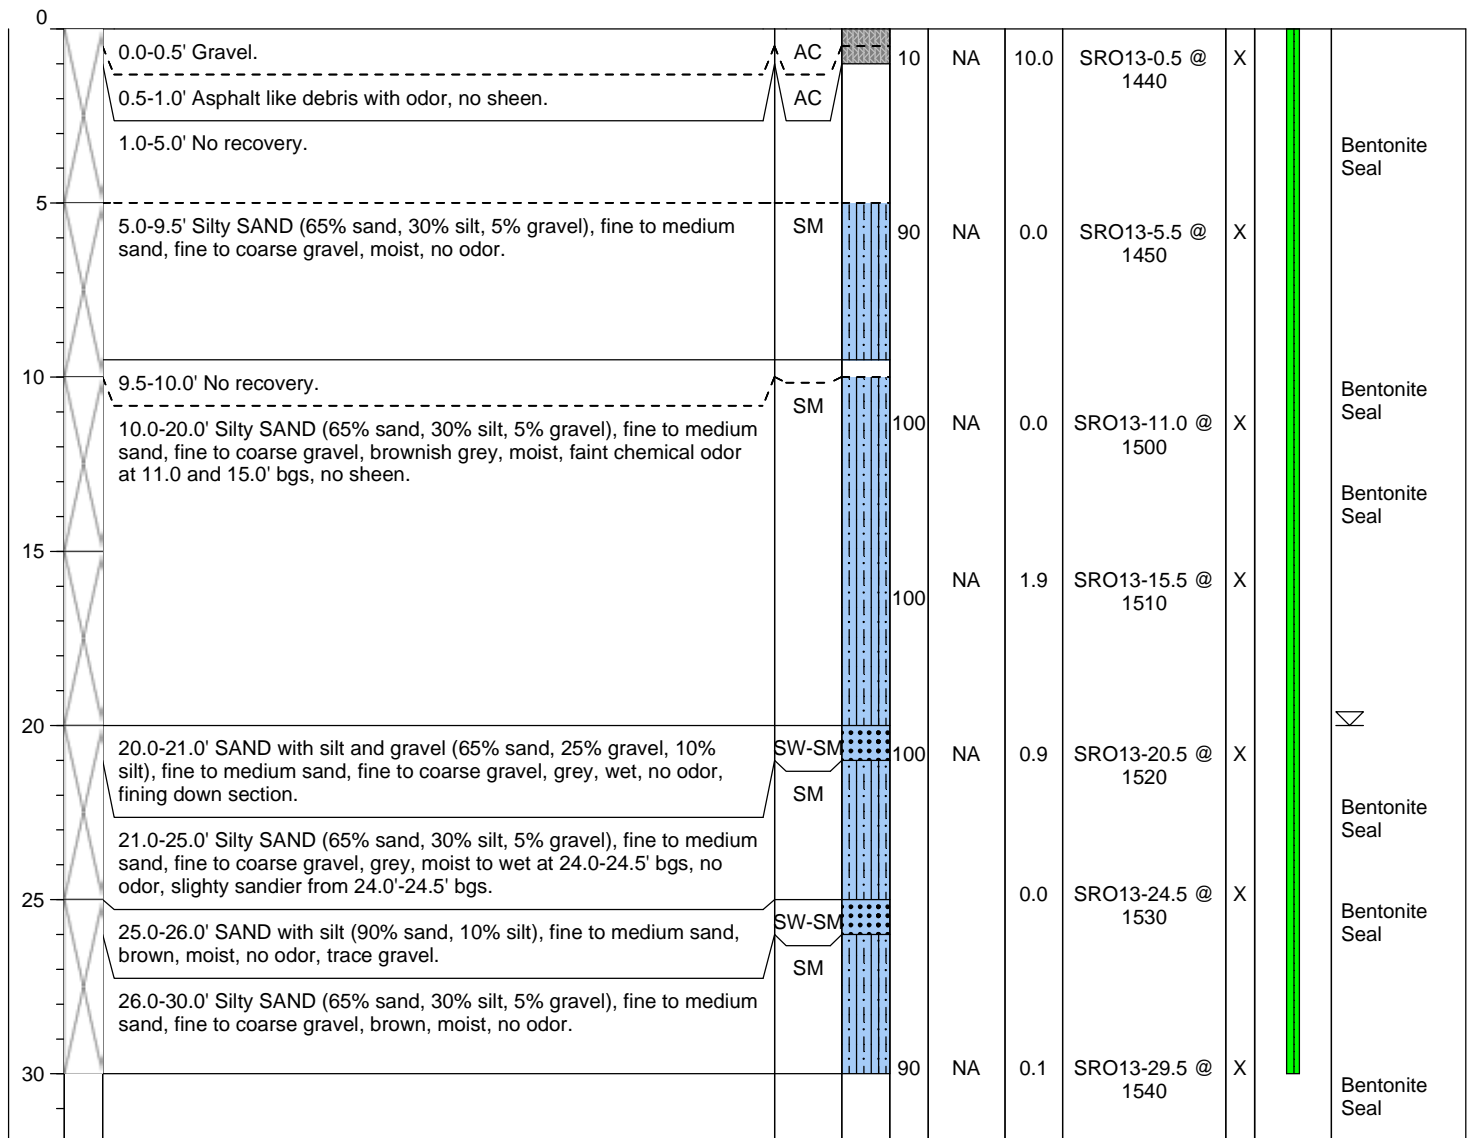 0
0.0-0.5' Gravel.
AC
10
NA
10.0
SRO13-0.5 @
1440
X
0.5-1.0' Asphalt like debris with odor, no sheen.
AC
1.0-5.0' No recovery.
Bentonite
Seal
5
5.0-9.5' Silty SAND (65% sand, 30% silt, 5% gravel), fine to medium
sand, fine to coarse gravel, moist, no odor.
SM
90
NA
0.0
SRO13-5.5 @
1450
X
10
9.5-10.0' No recovery.
Bentonite
Seal
SM
10.0-20.0' Silty SAND (65% sand, 30% silt, 5% gravel), fine to medium
sand, fine to coarse gravel, brownish grey, moist, faint chemical odor
at 11.0 and 15.0' bgs, no sheen.
100
NA
0.0
SRO13-11.0 @
1500
X
Bentonite
Seal
15
100
NA
1.9
SRO13-15.5 @
1510
X
20
20.0-21.0' SAND with silt and gravel (65% sand, 25% gravel, 10%
silt), fine to medium sand, fine to coarse gravel, grey, wet, no odor,
fining down section.
SW-SM
100
NA
0.9
SRO13-20.5 @
1520
X
SM
Bentonite
Seal
21.0-25.0' Silty SAND (65% sand, 30% silt, 5% gravel), fine to medium
sand, fine to coarse gravel, grey, moist to wet at 24.0-24.5' bgs, no
odor, slighty sandier from 24.0'-24.5' bgs.
0.0
SRO13-24.5 @
1530
X
25
25.0-26.0' SAND with silt (90% sand, 10% silt), fine to medium sand,
brown, moist, no odor, trace gravel.
SW-SM
Bentonite
Seal
SM
26.0-30.0' Silty SAND (65% sand, 30% silt, 5% gravel), fine to medium
sand, fine to coarse gravel, brown, moist, no odor.
30
90
NA
0.1
SRO13-29.5 @
1540
X
Bentonite
Seal